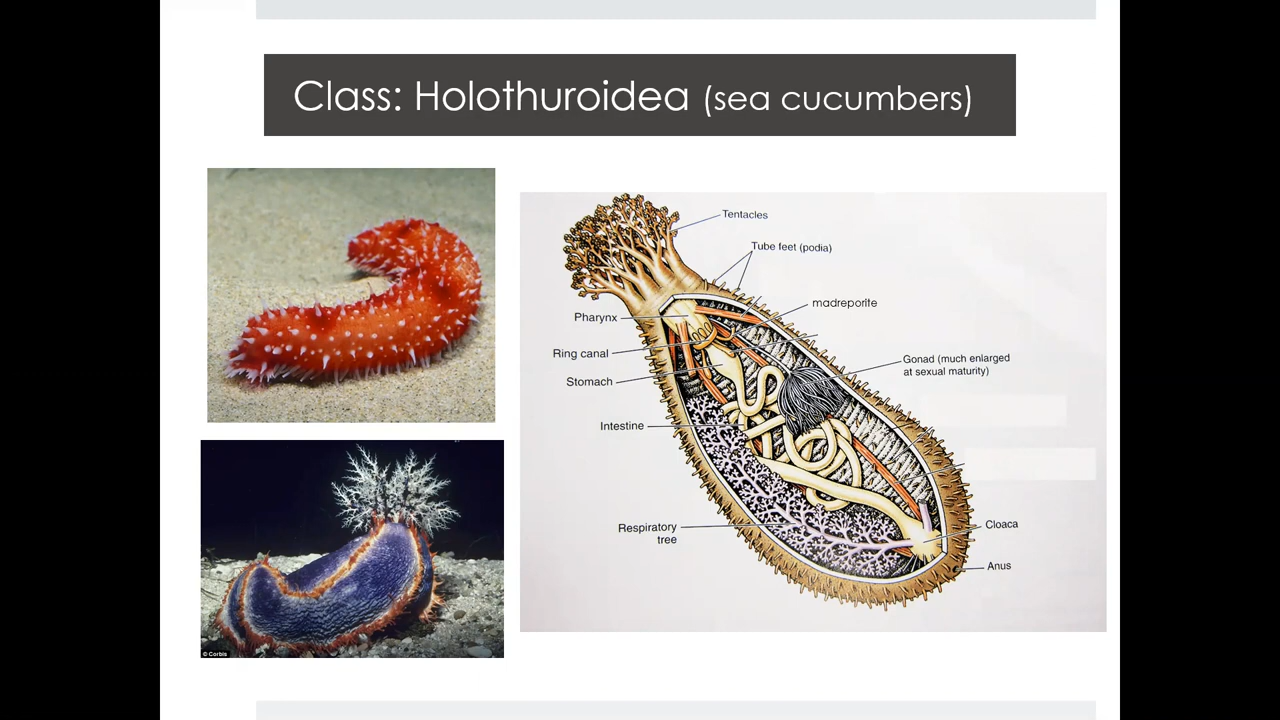 Class: Holothuroidea (sea cucumbers)
Tentacles
Tube feet (podia)
madreporite
Pharynx
Ring canal
Gonad (much enlarged
at sexual maturity)
Stomach
Intestine
Respiratory
tree
Cloaca
Anus
© Corbis